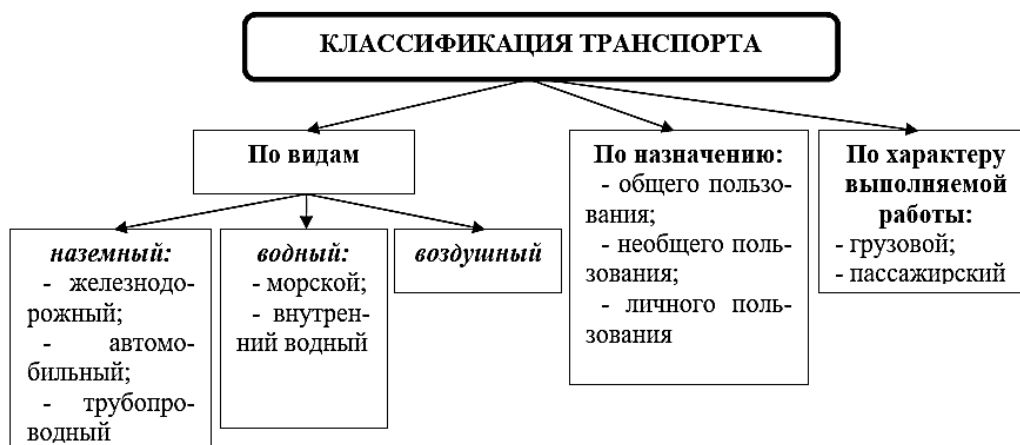 КЛАССИФИКАЦИЯ ТРАНСПОРТА
По видам
наземный:
- железнодо-
рожный;
- автомо-
бильный;
- трубопро-
водный
водный:
- морской;
- внутрен-
ний водный
воздушный
По назначению:
- общего пользо-
вания;
- необщего поль-
зования;
- личного поль-
зования
По характеру
выполняемой
работы:
- грузовой;
- пассажирский